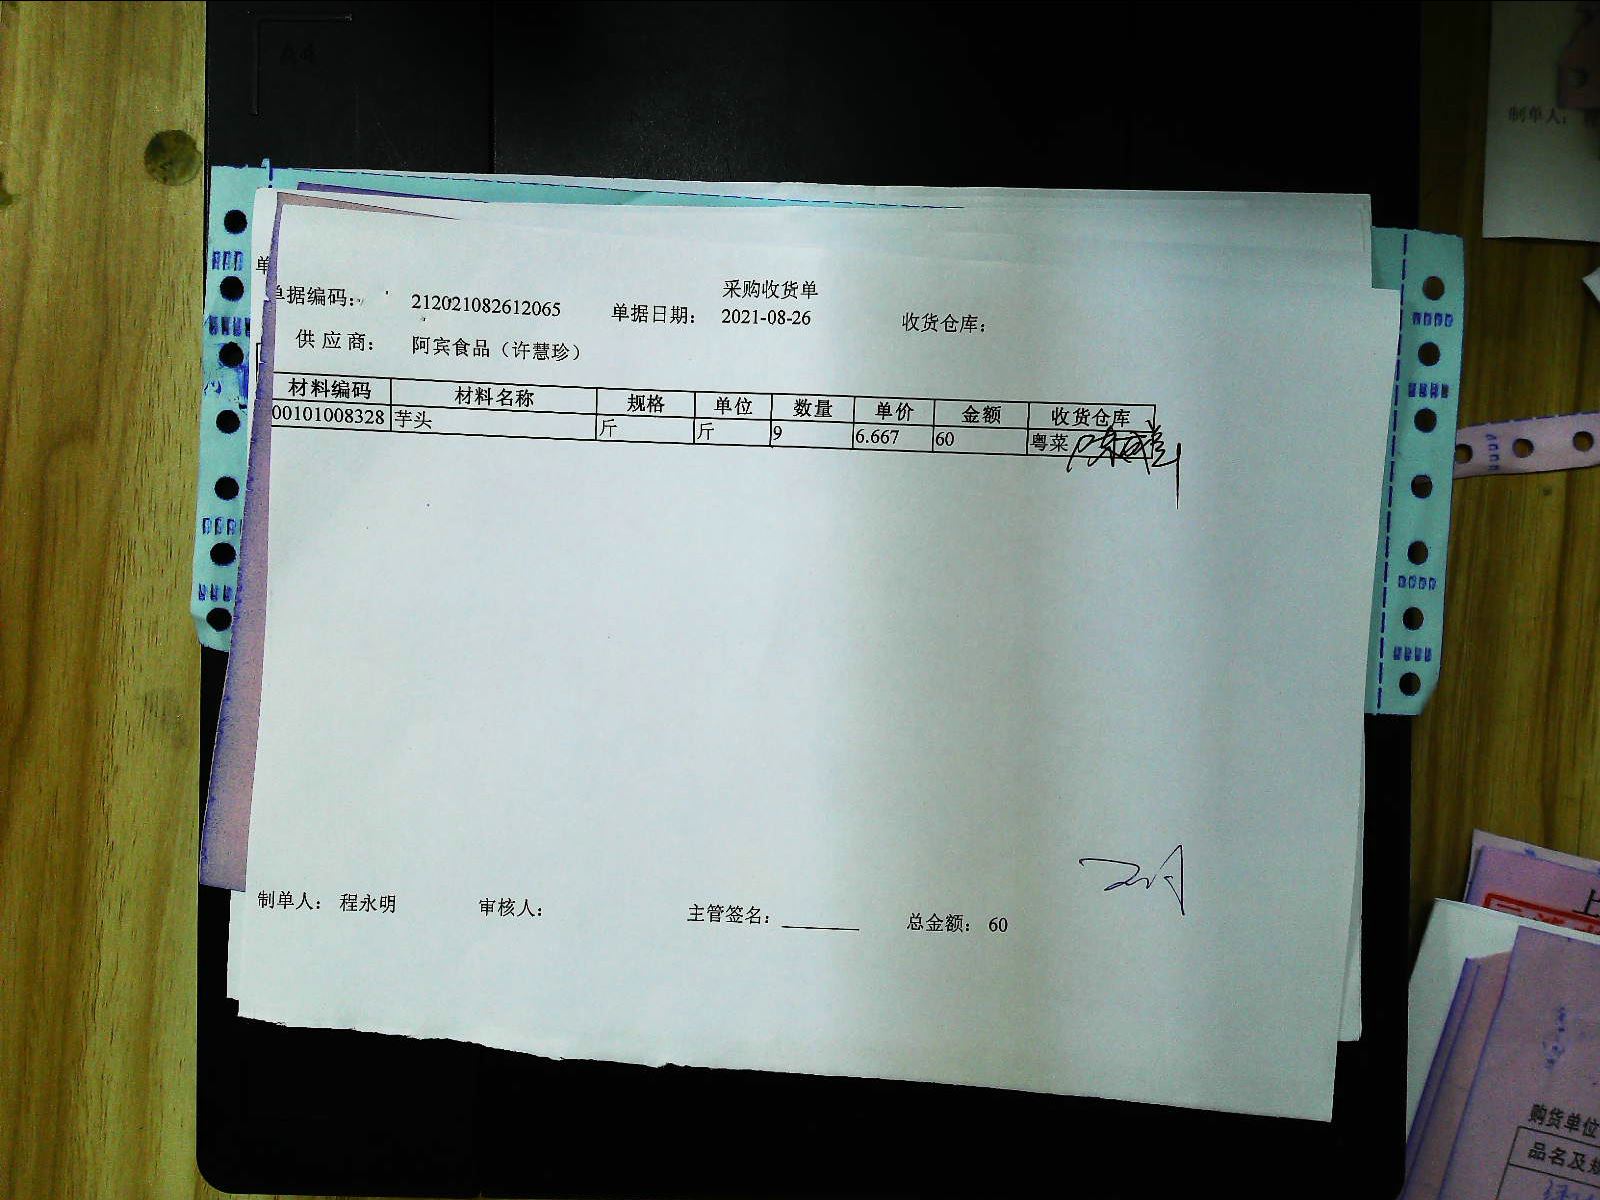 采购收货单
单据编码： 212021082612065 单据日期： 2021-08-26 收货仓库：
供应商： 阿宾食品（许慧珍）
材料编码 材料名称 规格 单位 数量 单价 金额 收货仓库
00101008328 芋头 斤 斤 9 6.667 60 粤菜
制单人： 程永明 审核人： 主管签名： 总金额： 60
制单人：
购货单位
品名及规